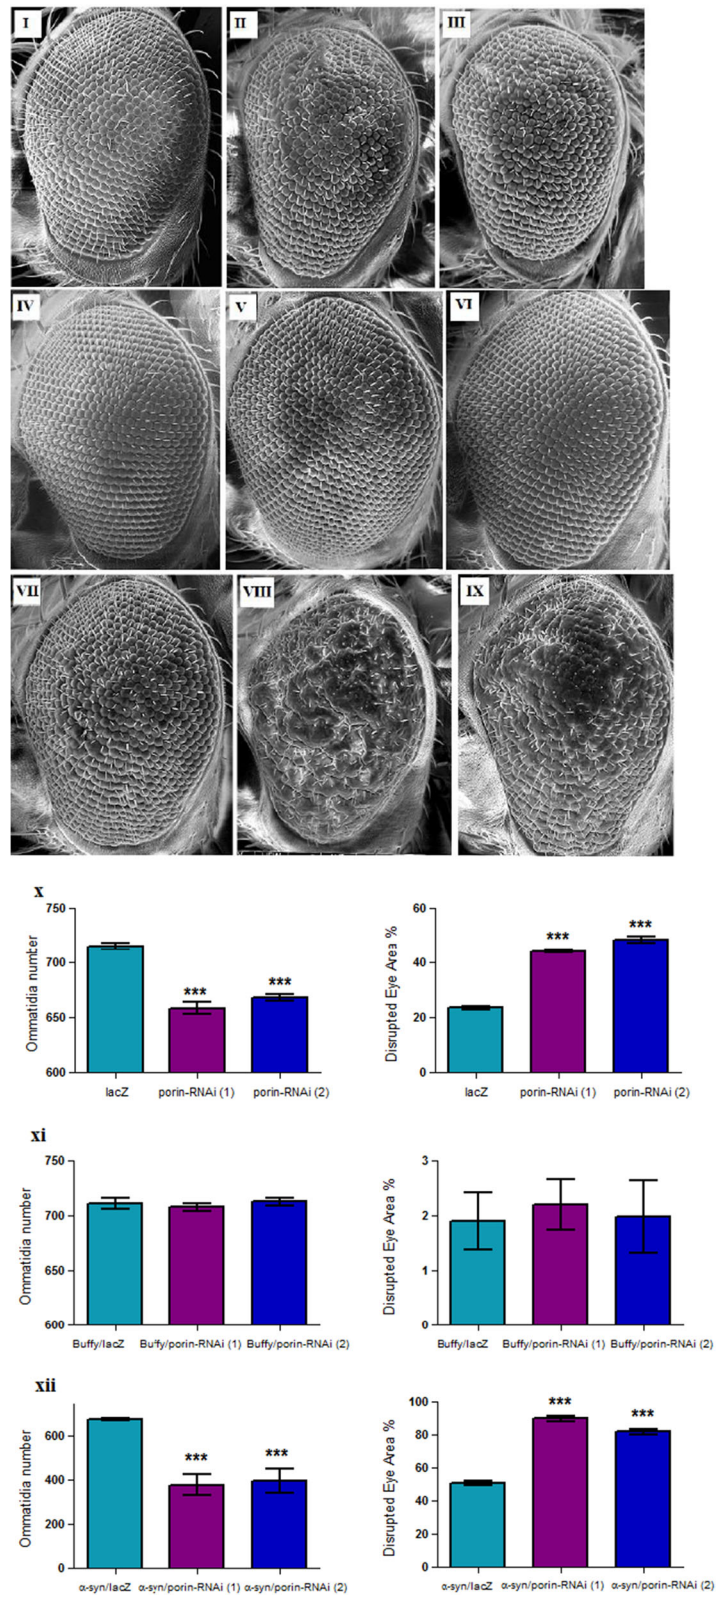 I II III
IV V VI
VII VIII IX
x
750
700
650
600
Ommatidia number
***
***
lacZ porin-RNAi (1) porin-RNAi (2)
60
40
20
0
Disrupted Eye Area %
***
***
lacZ porin-RNAi (1) porin-RNAi (2)
xi
750
700
650
600
Ommatidia number
Buffy/lacZ Buffy/porin-RNAi (1) Buffy/porin-RNAi (2)
3
2
1
0
Disrupted Eye Area %
Buffy/lacZ Buffy/porin-RNAi (1) Buffy/porin-RNAi (2)
xii
600
400
200
0
Ommatidia number
***
***
α-syn/lacZ α-syn/porin-RNAi (1) α-syn/porin-RNAi (2)
100
80
60
40
20
0
Disrupted Eye Area %
***
***
α-syn/lacZ α-syn/porin-RNAi (1) α-syn/porin-RNAi (2)